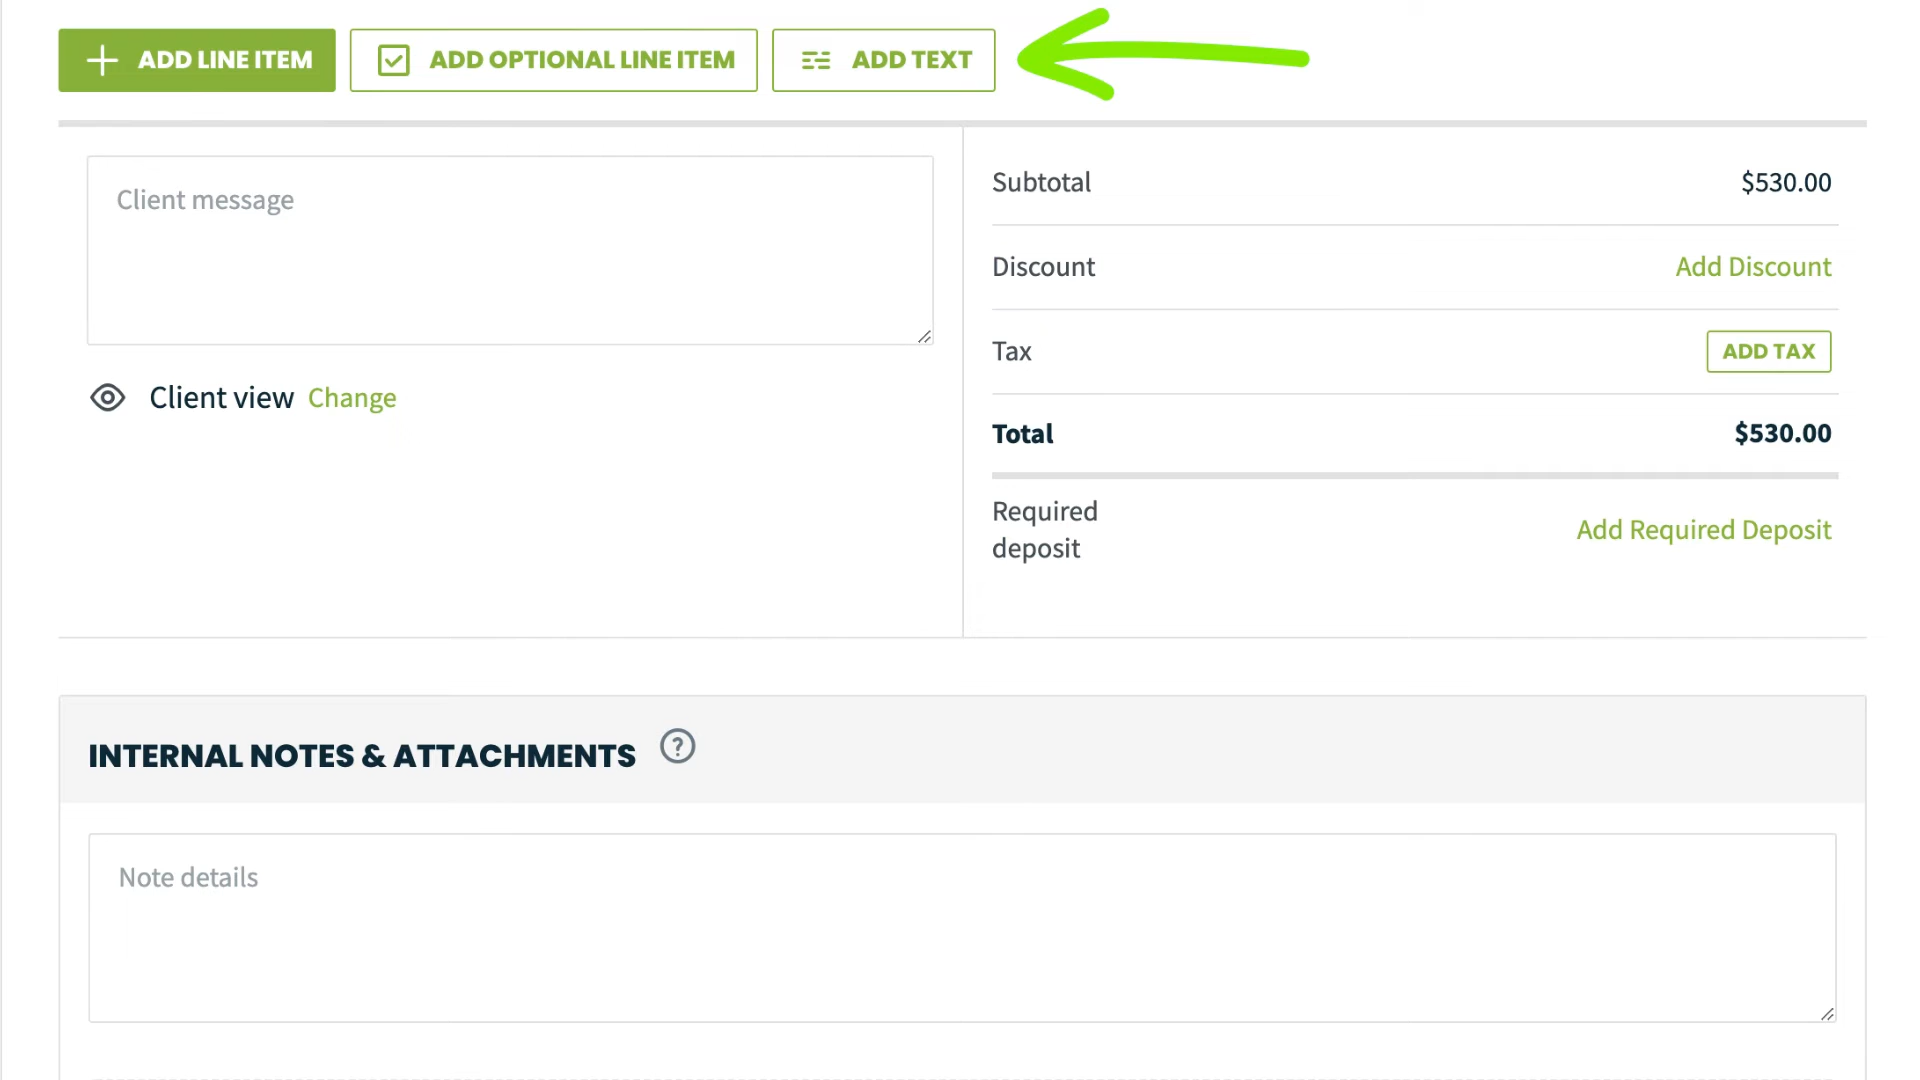 ADD LINE ITEM
ADD OPTIONAL LINE ITEM
ADD TEXT
Client message
Client view Change
Subtotal $530.00
Discount Add Discount
Tax ADD TAX
Total $530.00
Required
deposit
Add Required Deposit
INTERNAL NOTES & ATTACHMENTS ?
Note details